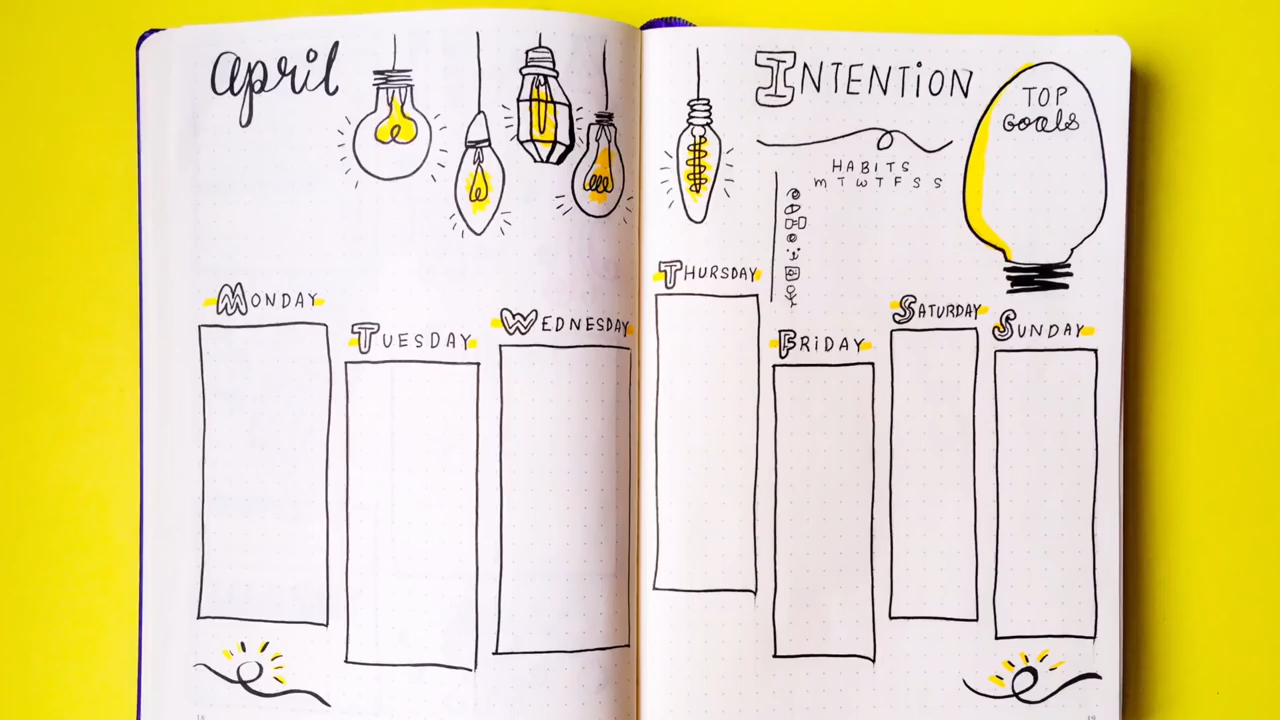 April
MONDAY
TUESDAY
WEDNESDAY
INTENTiON
TOP
Goals
HABITS
M T W T F S S
THURSDAY
FRiDAY
SATURDAY
SUNDAY